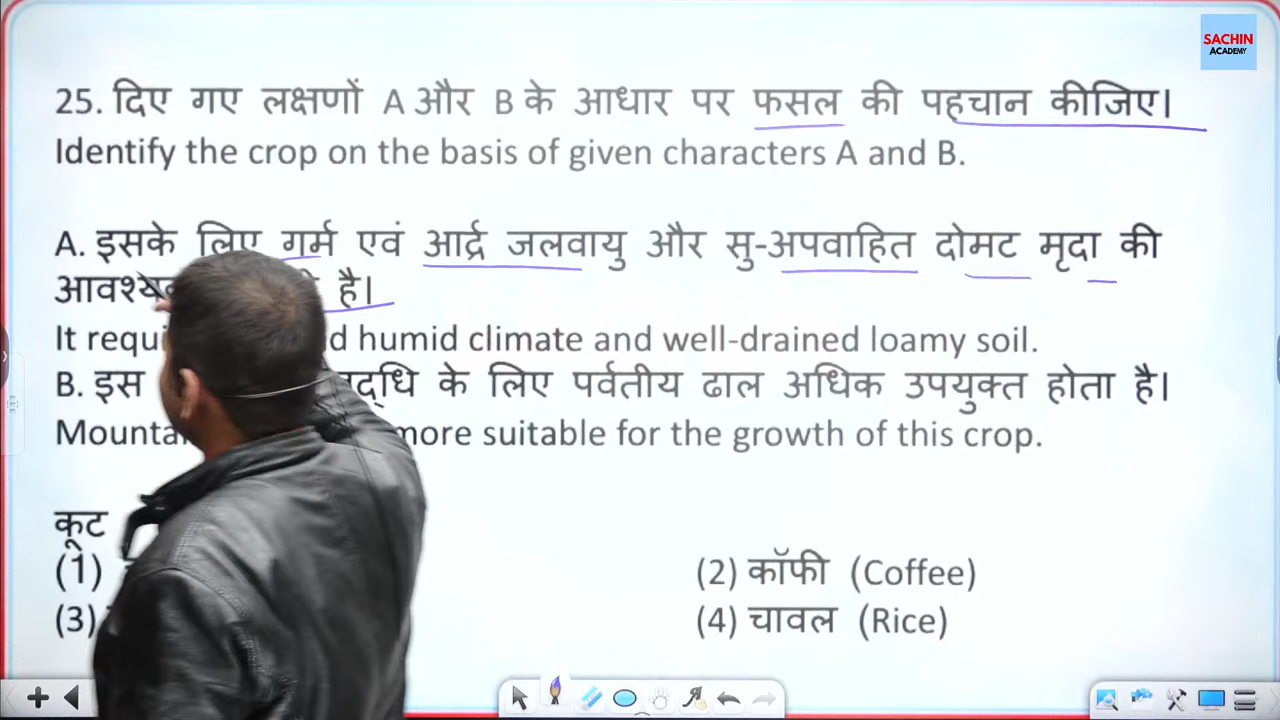 SACHIN
ACADEMY
25. दिए गए लक्षणों A और B के आधार पर फसल की पहचान कीजिए।
Identify the crop on the basis of given characters A and B.
A. इसके लिए गर्म एवं आर्द्र जलवायु और सु-अपवाहित दोमट मृदा की
है।
It humid climate and well-drained loamy soil.
B. इस के लिए पर्वतीय ढाल अधिक उपयुक्त होता है।
more suitable for the growth of this crop.
कूट
(1)
(2) कॉफी (Coffee)
(3)
(4) चावल (Rice)